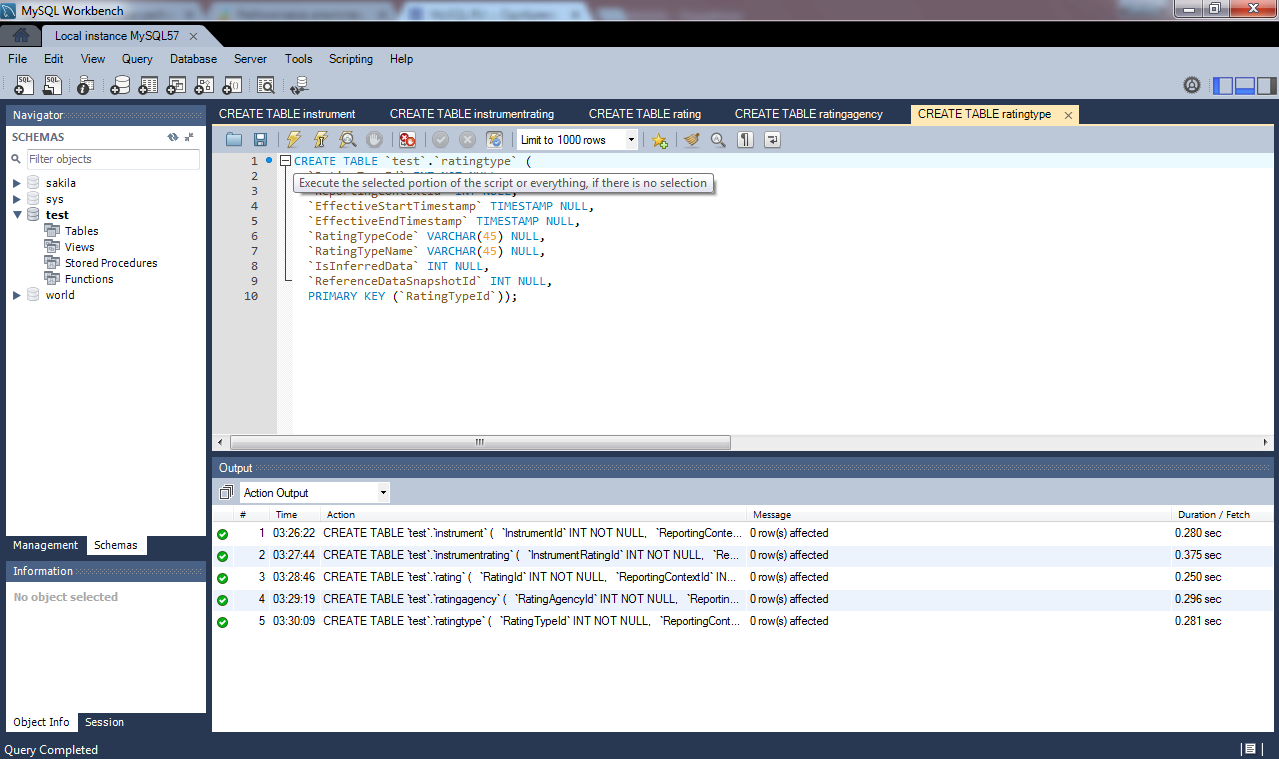 MySQL Workbench
Local instance MySQL57
File Edit View Query Database Server Tools Scripting Help
Navigator
SCHEMAS
Filter objects
sakila
sys
test
Tables
Views
Stored Procedures
Functions
world
Management Schemas
Information
No object selected
Object Info Session
CREATE TABLE instrument CREATE TABLE instrumentrating CREATE TABLE rating CREATE TABLE ratingagency CREATE TABLE ratingtype
Limit to 1000 rows
1 CREATE TABLE `test`.`ratingtype` (
2
Execute the selected portion of the script or everything, if there is no selection
3
4 `EffectiveStartTimestamp` TIMESTAMP NULL,
5 `EffectiveEndTimestamp` TIMESTAMP NULL,
6 `RatingTypeCode` VARCHAR(45) NULL,
7 `RatingTypeName` VARCHAR(45) NULL,
8 `IsInferredData` INT NULL,
9 `ReferenceDataSnapshotId` INT NULL,
10 PRIMARY KEY (`RatingTypeId`));
Output
Action Output
# Time Action Message Duration / Fetch
1 03:26:22 CREATE TABLE `test`.`instrument` ( `InstrumentId` INT NOT NULL, `ReportingConte... 0 row(s) affected 0.280 sec
2 03:27:44 CREATE TABLE `test`.`instrumentrating` ( `InstrumentRatingId` INT NOT NULL, `Re... 0 row(s) affected 0.375 sec
3 03:28:46 CREATE TABLE `test`.`rating` ( `RatingId` INT NOT NULL, `ReportingContextId` IN... 0 row(s) affected 0.250 sec
4 03:29:19 CREATE TABLE `test`.`ratingagency` ( `RatingAgencyId` INT NOT NULL, `Reportin... 0 row(s) affected 0.296 sec
5 03:30:09 CREATE TABLE `test`.`ratingtype` ( `RatingTypeId` INT NOT NULL, `ReportingCont... 0 row(s) affected 0.281 sec
Query Completed